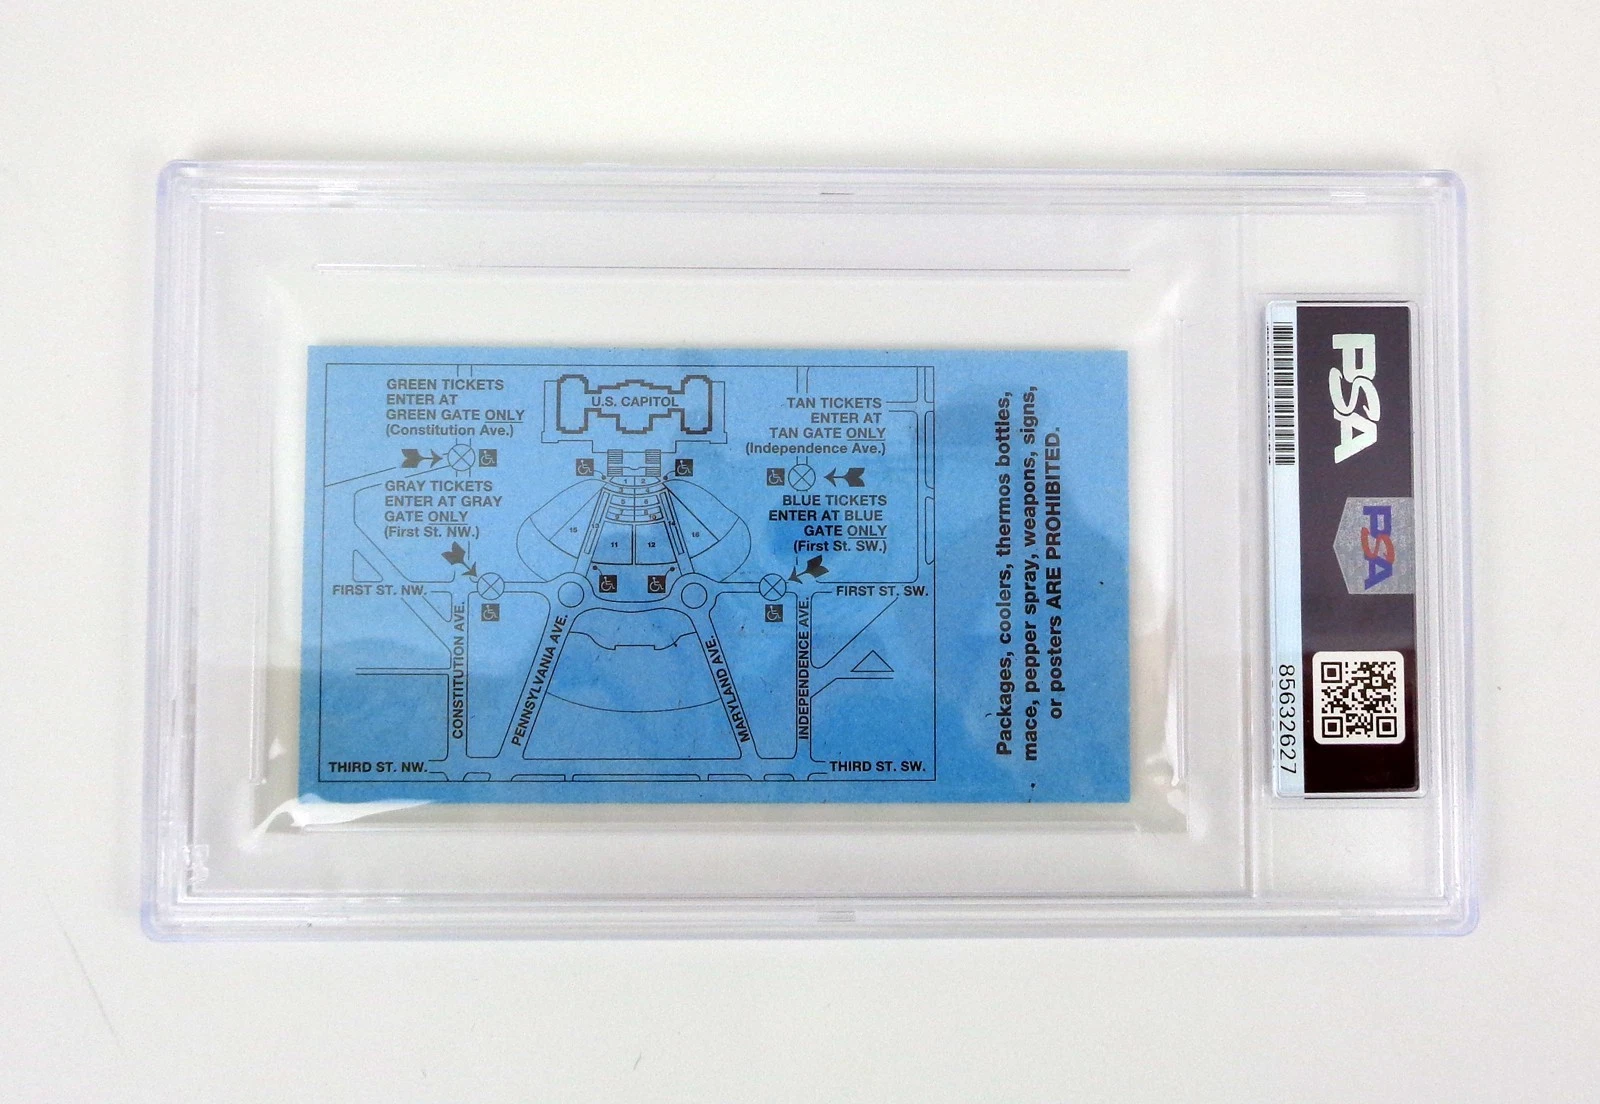 GREEN TICKETS
ENTER AT
GREEN GATE ONLY
(Constitution Ave.)
GRAY TICKETS
ENTER AT GRAY
GATE ONLY
(First St. NW.)
U.S. CAPITOL
TAN TICKETS
ENTER AT
TAN GATE ONLY
(Independence Ave.)
BLUE TICKETS
ENTER AT BLUE
GATE ONLY
(First St. SW.)
1 2
15
11
12
16
FIRST ST. NW.
FIRST ST. SW.
CONSTITUTION AVE.
PENNSYLVANIA AVE.
MARYLAND AVE.
INDEPENDENCE AVE.
THIRD ST. NW.
THIRD ST. SW.
Packages, coolers, thermos bottles,
mace, pepper spray, weapons, signs,
or posters ARE PROHIBITED.
PSA
PSA
85632627